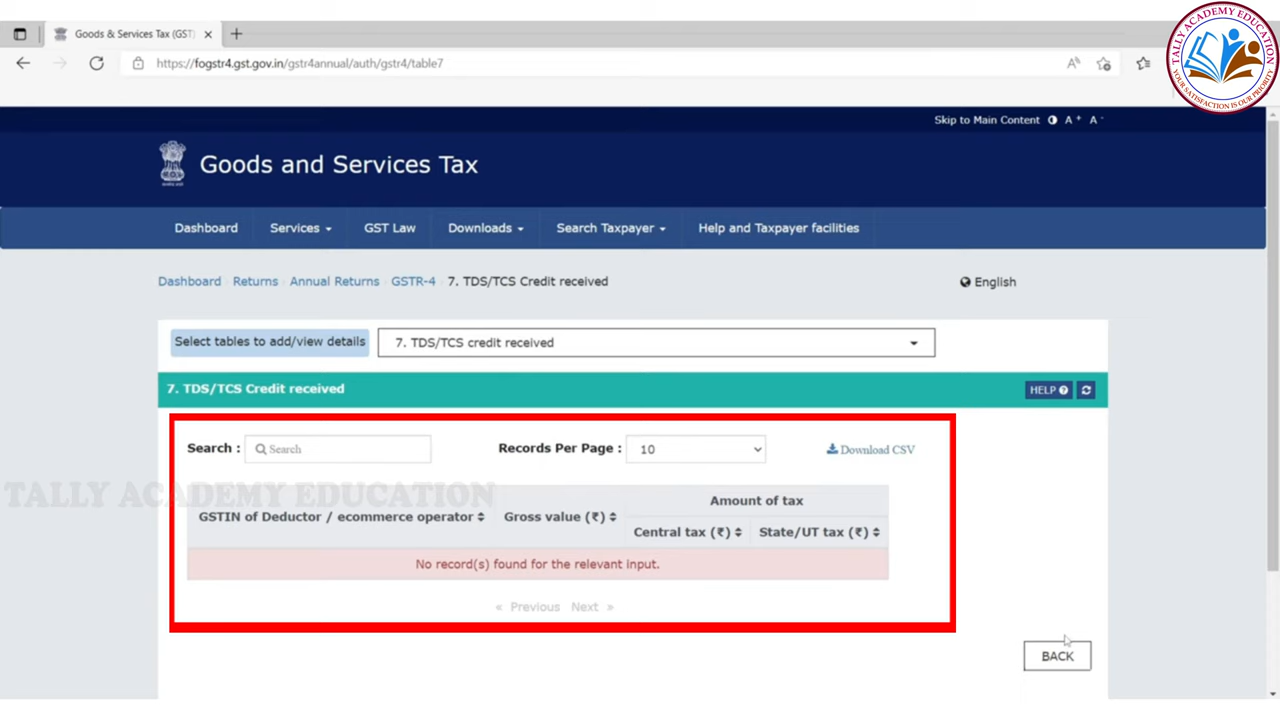 Goods & Services Tax (GST)
https://fogstr4.gst.gov.in/gstr4annual/auth/gstr4/table7
TALLY ACADEMY EDUCATION
YOUR SATISFACTION IS OUR PRIORITY
Skip to Main Content A+ A-
Goods and Services Tax
Dashboard Services GST Law Downloads Search Taxpayer Help and Taxpayer facilities
Dashboard Returns Annual Returns GSTR-4 7. TDS/TCS Credit received English
Select tables to add/view details 7. TDS/TCS credit received
7. TDS/TCS Credit received HELP
Search : Search Records Per Page : 10 Download CSV
TALLY ACADEMY EDUCATION
Amount of tax
GSTIN of Deductor / ecommerce operator Gross value (₹)
Central tax (₹) State/UT tax (₹)
No record(s) found for the relevant input.
« Previous Next »
BACK